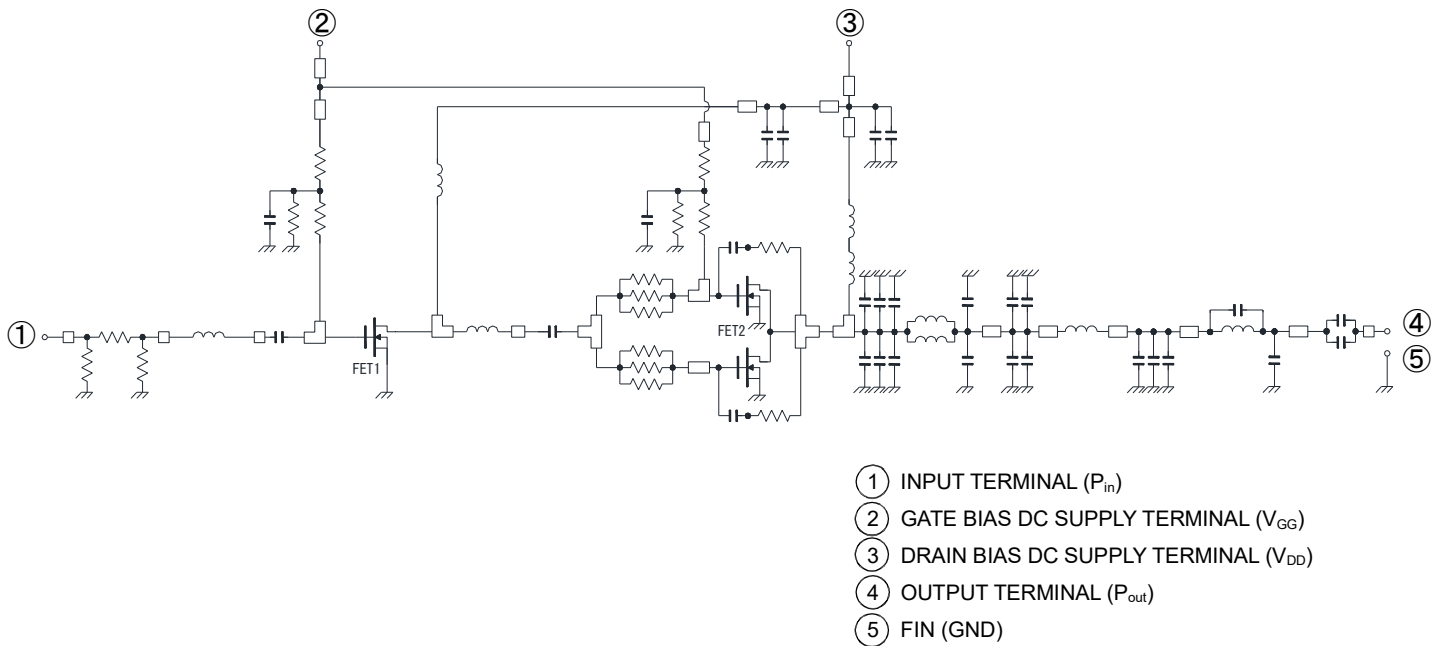 ② ③
① FET1 FET2 ④
⑤
① INPUT TERMINAL (Pin)
② GATE BIAS DC SUPPLY TERMINAL (VGG)
③ DRAIN BIAS DC SUPPLY TERMINAL (VDD)
④ OUTPUT TERMINAL (Pout)
⑤ FIN (GND)